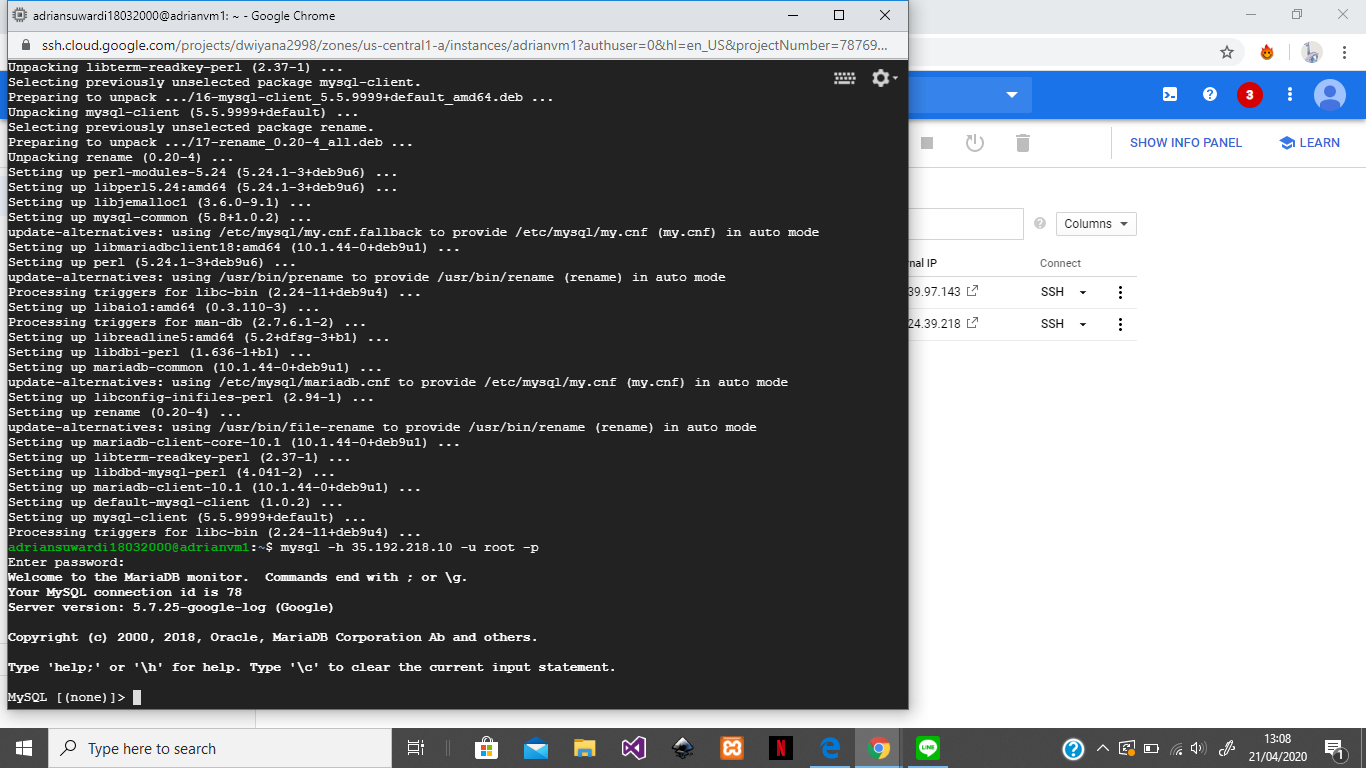 adriansuwardi18032000@adrianvm1: ~ - Google Chrome
ssh.cloud.google.com/projects/dwiyana2998/zones/us-central1-a/instances/adrianvm1?authuser=0&hl=en_US&projectNumber=78769...
Unpacking libterm-readkey-perl (2.37-1) ...
Selecting previously unselected package mysql-client.
Preparing to unpack .../16-mysql-client_5.5.9999+default_amd64.deb ...
Unpacking mysql-client (5.5.9999+default) ...
Selecting previously unselected package rename.
Preparing to unpack .../17-rename_0.20-4_all.deb ...
Unpacking rename (0.20-4) ...
Setting up perl-modules-5.24 (5.24.1-3+deb9u6) ...
Setting up libperl5.24:amd64 (5.24.1-3+deb9u6) ...
Setting up libjemalloc1 (3.6.0-9.1) ...
Setting up mysql-common (5.8+1.0.2) ...
update-alternatives: using /etc/mysql/my.cnf.fallback to provide /etc/mysql/my.cnf (my.cnf) in auto mode
Setting up libmariadbclient18:amd64 (10.1.44-0+deb9u1) ...
Setting up perl (5.24.1-3+deb9u6) ...
update-alternatives: using /usr/bin/prename to provide /usr/bin/rename (rename) in auto mode
Processing triggers for libc-bin (2.24-11+deb9u4) ...
Setting up libaio1:amd64 (0.3.110-3) ...
Processing triggers for man-db (2.7.6.1-2) ...
Setting up libreadline5:amd64 (5.2+dfsg-3+b1) ...
Setting up libdbi-perl (1.636-1+b1) ...
Setting up mariadb-common (10.1.44-0+deb9u1) ...
update-alternatives: using /etc/mysql/mariadb.cnf to provide /etc/mysql/my.cnf (my.cnf) in auto mode
Setting up libconfig-inifiles-perl (2.94-1) ...
Setting up rename (0.20-4) ...
update-alternatives: using /usr/bin/file-rename to provide /usr/bin/rename (rename) in auto mode
Setting up mariadb-client-core-10.1 (10.1.44-0+deb9u1) ...
Setting up libterm-readkey-perl (2.37-1) ...
Setting up libdbd-mysql-perl (4.041-2) ...
Setting up mariadb-client-10.1 (10.1.44-0+deb9u1) ...
Setting up default-mysql-client (1.0.2) ...
Setting up mysql-client (5.5.9999+default) ...
Processing triggers for libc-bin (2.24-11+deb9u4) ...
adriansuwardi18032000@adrianvm1:~$ mysql -h 35.192.218.10 -u root -p
Enter password:
Welcome to the MariaDB monitor.  Commands end with ; or \g.
Your MySQL connection id is 78
Server version: 5.7.25-google-log (Google)
Copyright (c) 2000, 2018, Oracle, MariaDB Corporation Ab and others.
Type 'help;' or '\h' for help. Type '\c' to clear the current input statement.
MySQL [(none)]>
3
SHOW INFO PANEL
LEARN
Columns
nal IP
Connect
39.97.143
SSH
24.39.218
SSH
Type here to search
N
LINE
13:08
21/04/2020
1